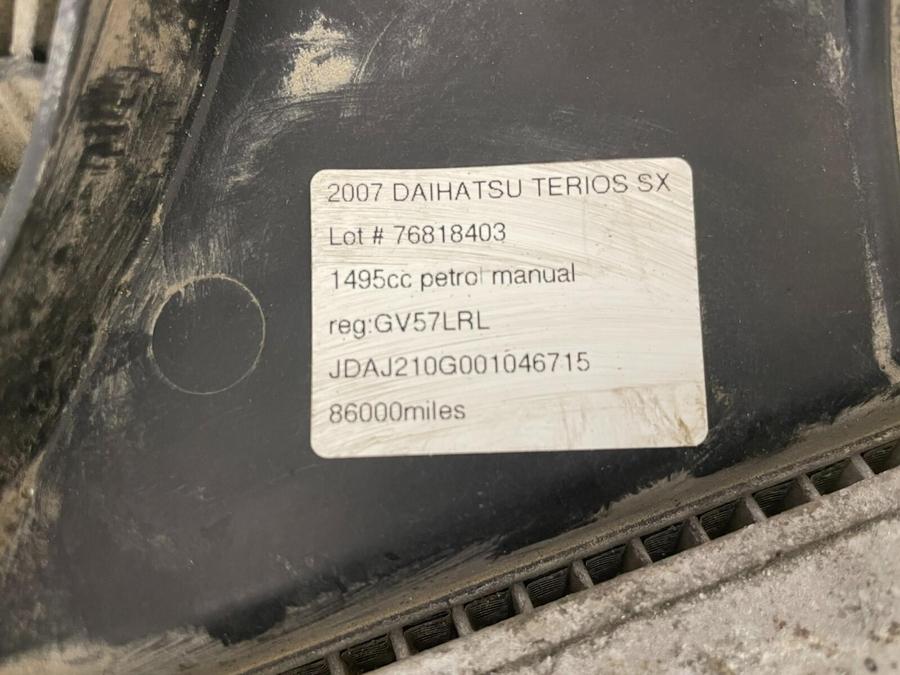 2007 DAIHATSU TERIOS SX
Lot # 76818403
1495cc petrol manual
reg:GV57LRL
JDAJ210G001046715
86000miles